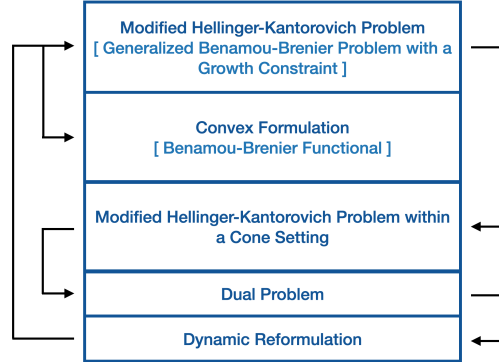 Modified Hellinger-Kantorovich Problem
[ Generalized Benamou-Brenier Problem with a
Growth Constraint ]
Convex Formulation
[ Benamou-Brenier Functional ]
Modified Hellinger-Kantorovich Problem within
a Cone Setting
Dual Problem
Dynamic Reformulation